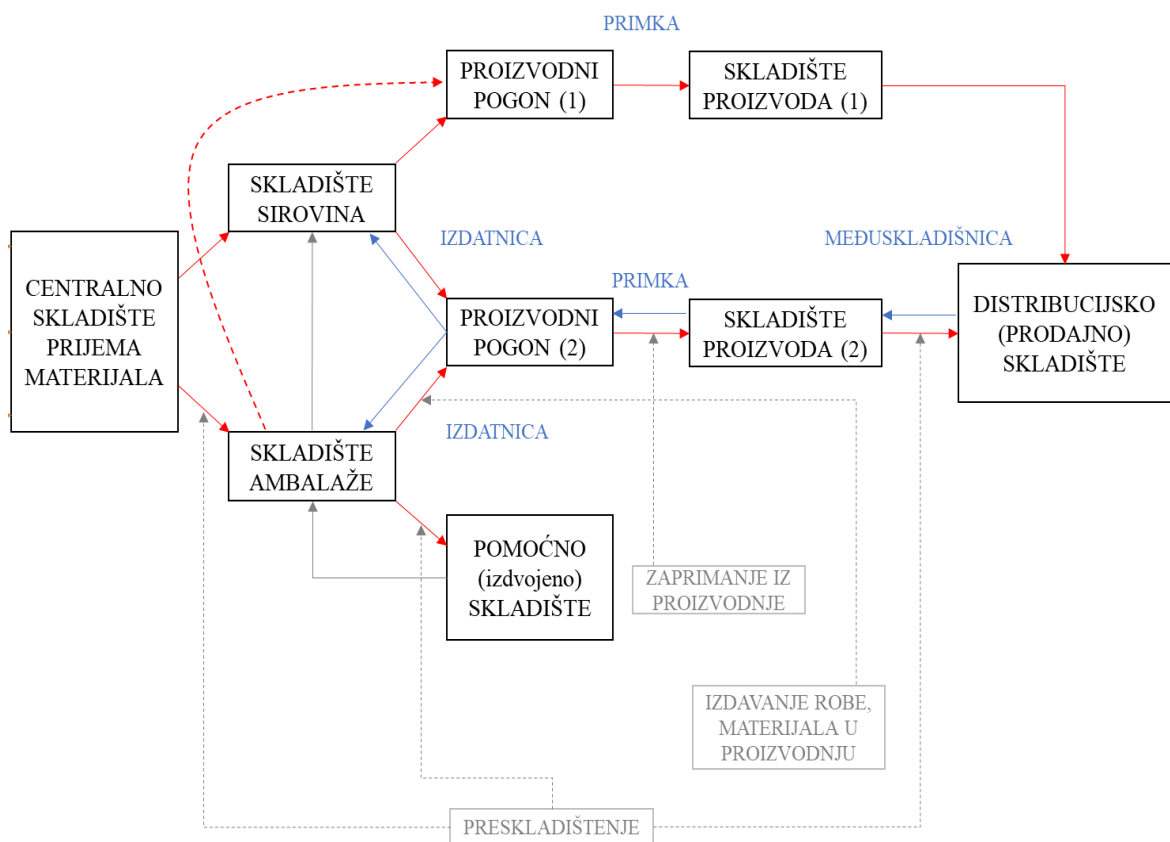 PRIMKA
PROIZVODNI
POGON (1)
SKLADIŠTE
PROIZVODA (1)
SKLADIŠTE
SIROVINA
IZDATNICA
MEĐUSKLADIŠNICA
PRIMKA
CENTRALNO
SKLADIŠTE
PRIJEMA
MATERIJALA
PROIZVODNI
POGON (2)
SKLADIŠTE
PROIZVODA (2)
DISTRIBUCIJSKO
(PRODAJNO)
SKLADIŠTE
IZDATNICA
SKLADIŠTE
AMBALAŽE
POMOĆNO
(izdvojeno)
SKLADIŠTE
ZAPRIMANJE IZ
PROIZVODNJE
IZDAVANJE ROBE,
MATERIJALA U
PROIZVODNJU
PRESKLADIŠTENJE